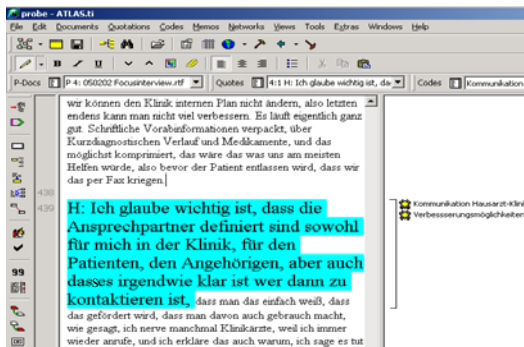 probe - ATLAS.ti
File Edit Documents Quotations Codes Memos Networks Views Tools Extras Windows Help
P-Docs P 4: 050202 Focusinterview.rtf Quotes 4:1 H: Ich glaube wichtig ist, da Codes Kommunikation
wir können den Klinik internen Plan nicht ändern, also letzten
endens kann man nicht viel verbessern. Es läuft eigentlich ganz
gut. Schriftliche Vorabinformationen verpackt, über
Kurzdiagnostischen Verlauf und Medikamente, und das
möglichst komprimiert, das wäre das was uns am meisten
Helfen würde, also bevor der Patient entlassen wird, dass wir
das per Fax kriegen.
438
439 H: Ich glaube wichtig ist, dass die
Ansprechpartner definiert sind sowohl
für mich in der Klinik, für den
Patienten, den Angehörigen, aber auch
dasses irgendwie klar ist wer dann zu
kontaktieren ist, dass man das einfach weiß, dass
das gefördert wird, dass man davon auch gebrauch macht,
wie gesagt, ich nerve manchmal Klinikärzte, weil ich immer
wieder anrufe, und ich erkläre das auch warum, ich sage es tut
Kommunikation Hausarzt-Klini
Verbessserungsmöglichkeiten